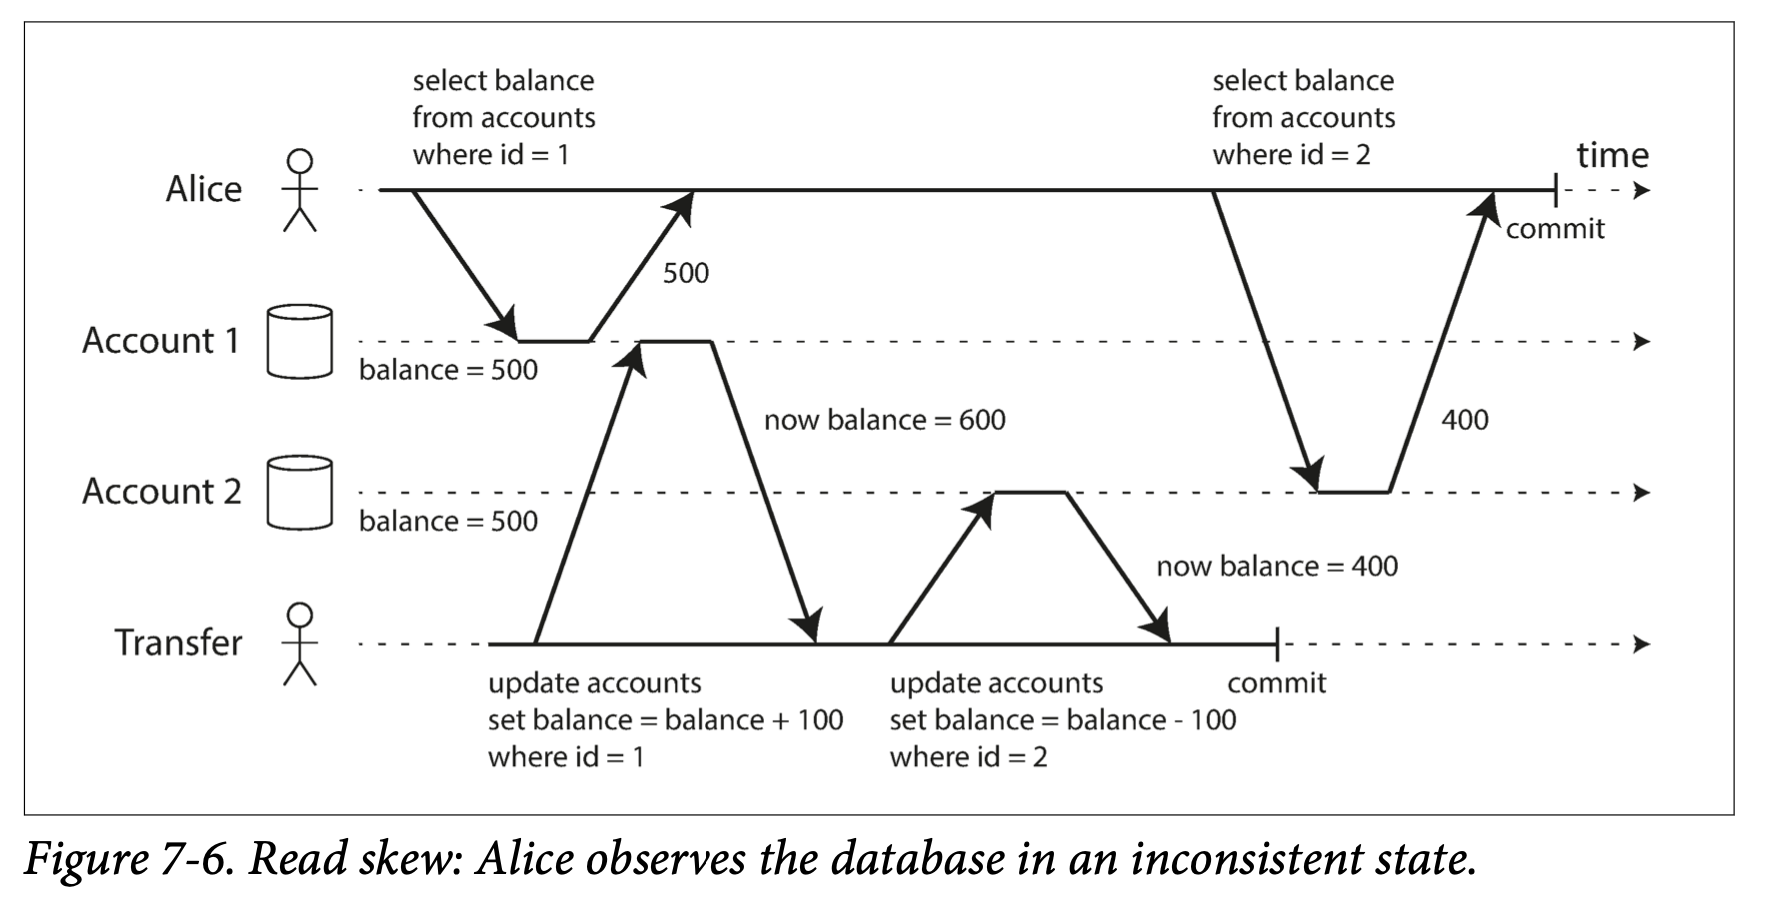 select balance
from accounts
where id = 1
select balance
from accounts
where id = 2
time
Alice
commit
500
Account 1
balance = 500
now balance = 600
400
Account 2
balance = 500
now balance = 400
Transfer
update accounts
set balance = balance + 100
where id = 1
update accounts
set balance = balance - 100
where id = 2
commit
Figure 7-6. Read skew: Alice observes the database in an inconsistent state.